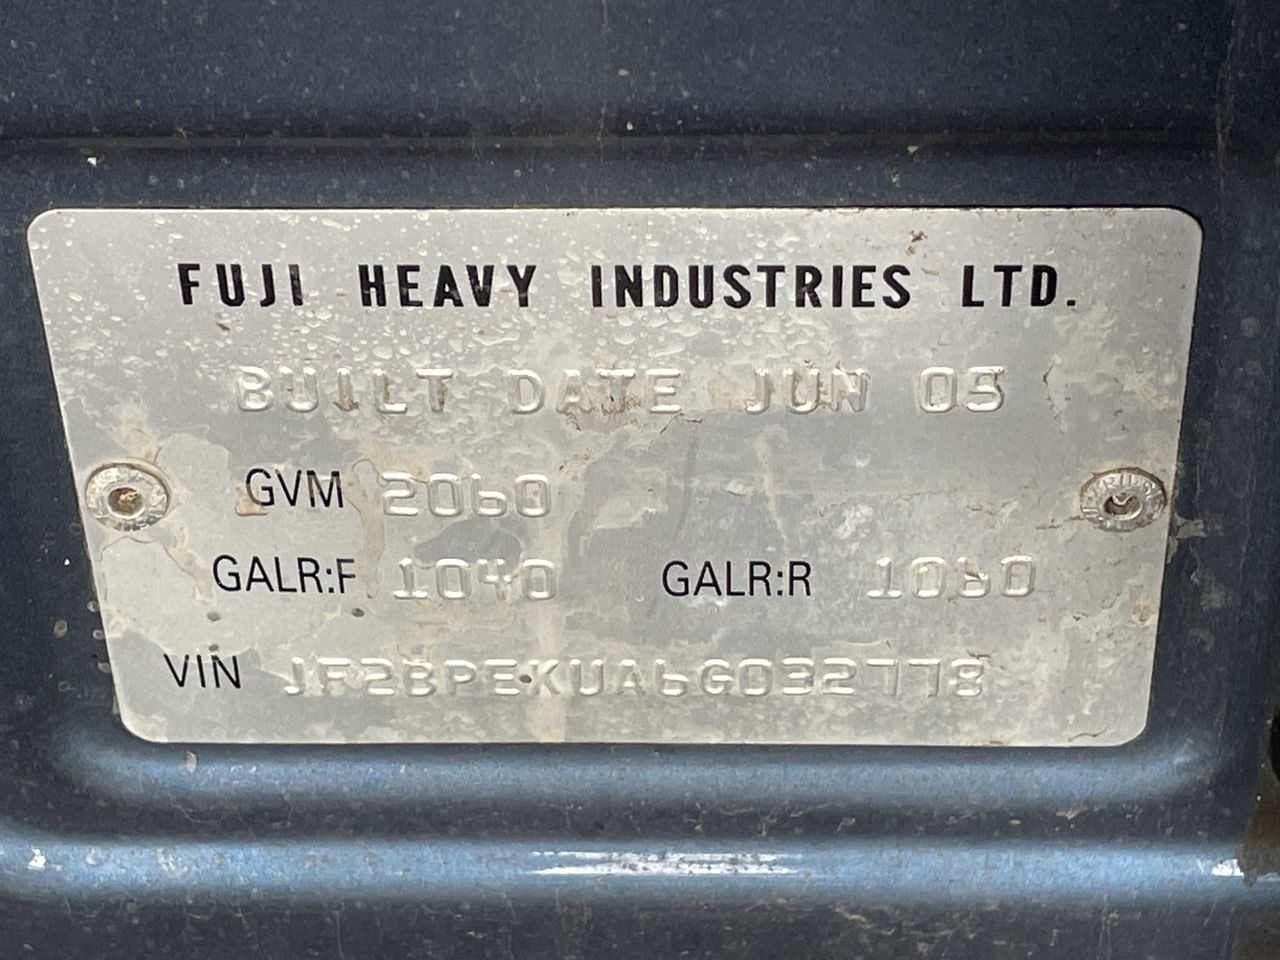 FUJI HEAVY INDUSTRIES LTD.
BUILT DATE JUN 05
GVM 2060
GALR:F 1040 GALR:R 1060
VIN JF2BPEKUA6G032778